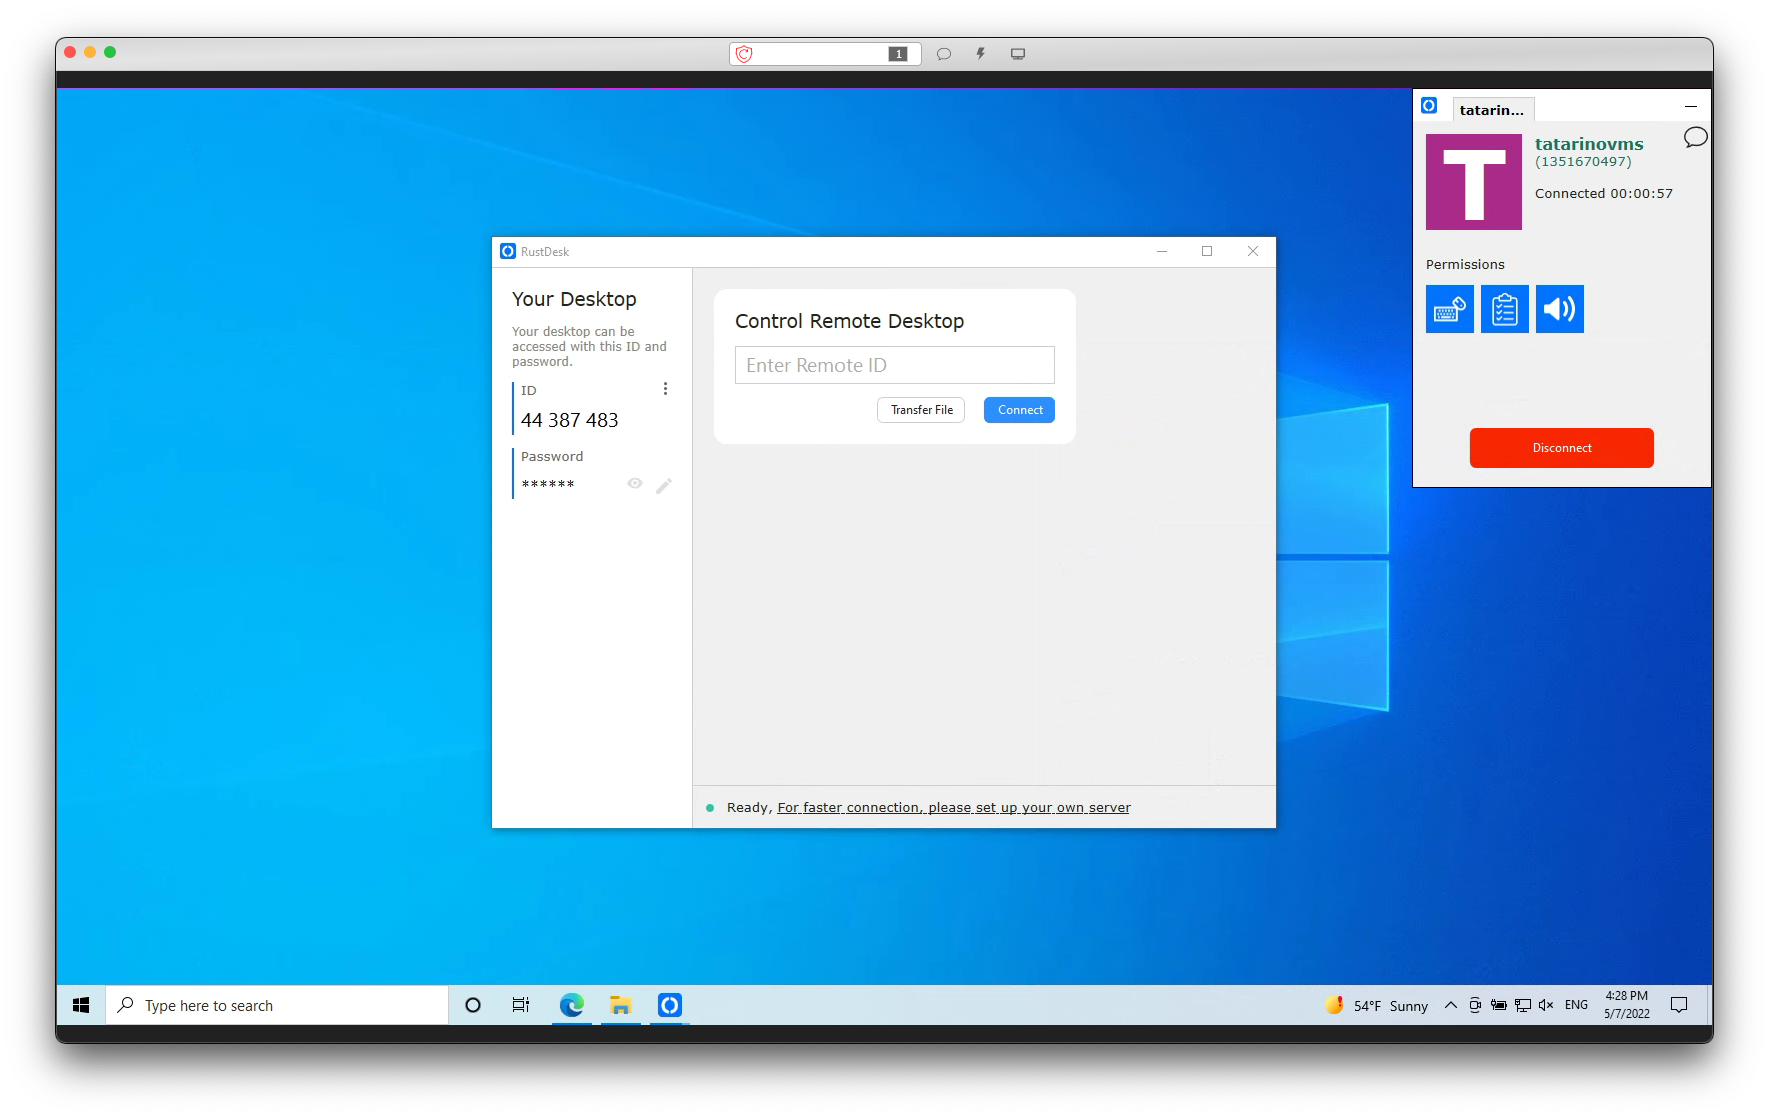 1
tatarin...
tatarinovms
(1351670497)
Connected 00:00:57
T
Permissions
Disconnect
RustDesk
Your Desktop
Your desktop can be
accessed with this ID and
password.
ID
44 387 483
Password
******
Control Remote Desktop
Enter Remote ID
Transfer File
Connect
Ready, For faster connection, please set up your own server
Type here to search
54°F Sunny
ENG
4:28 PM
5/7/2022